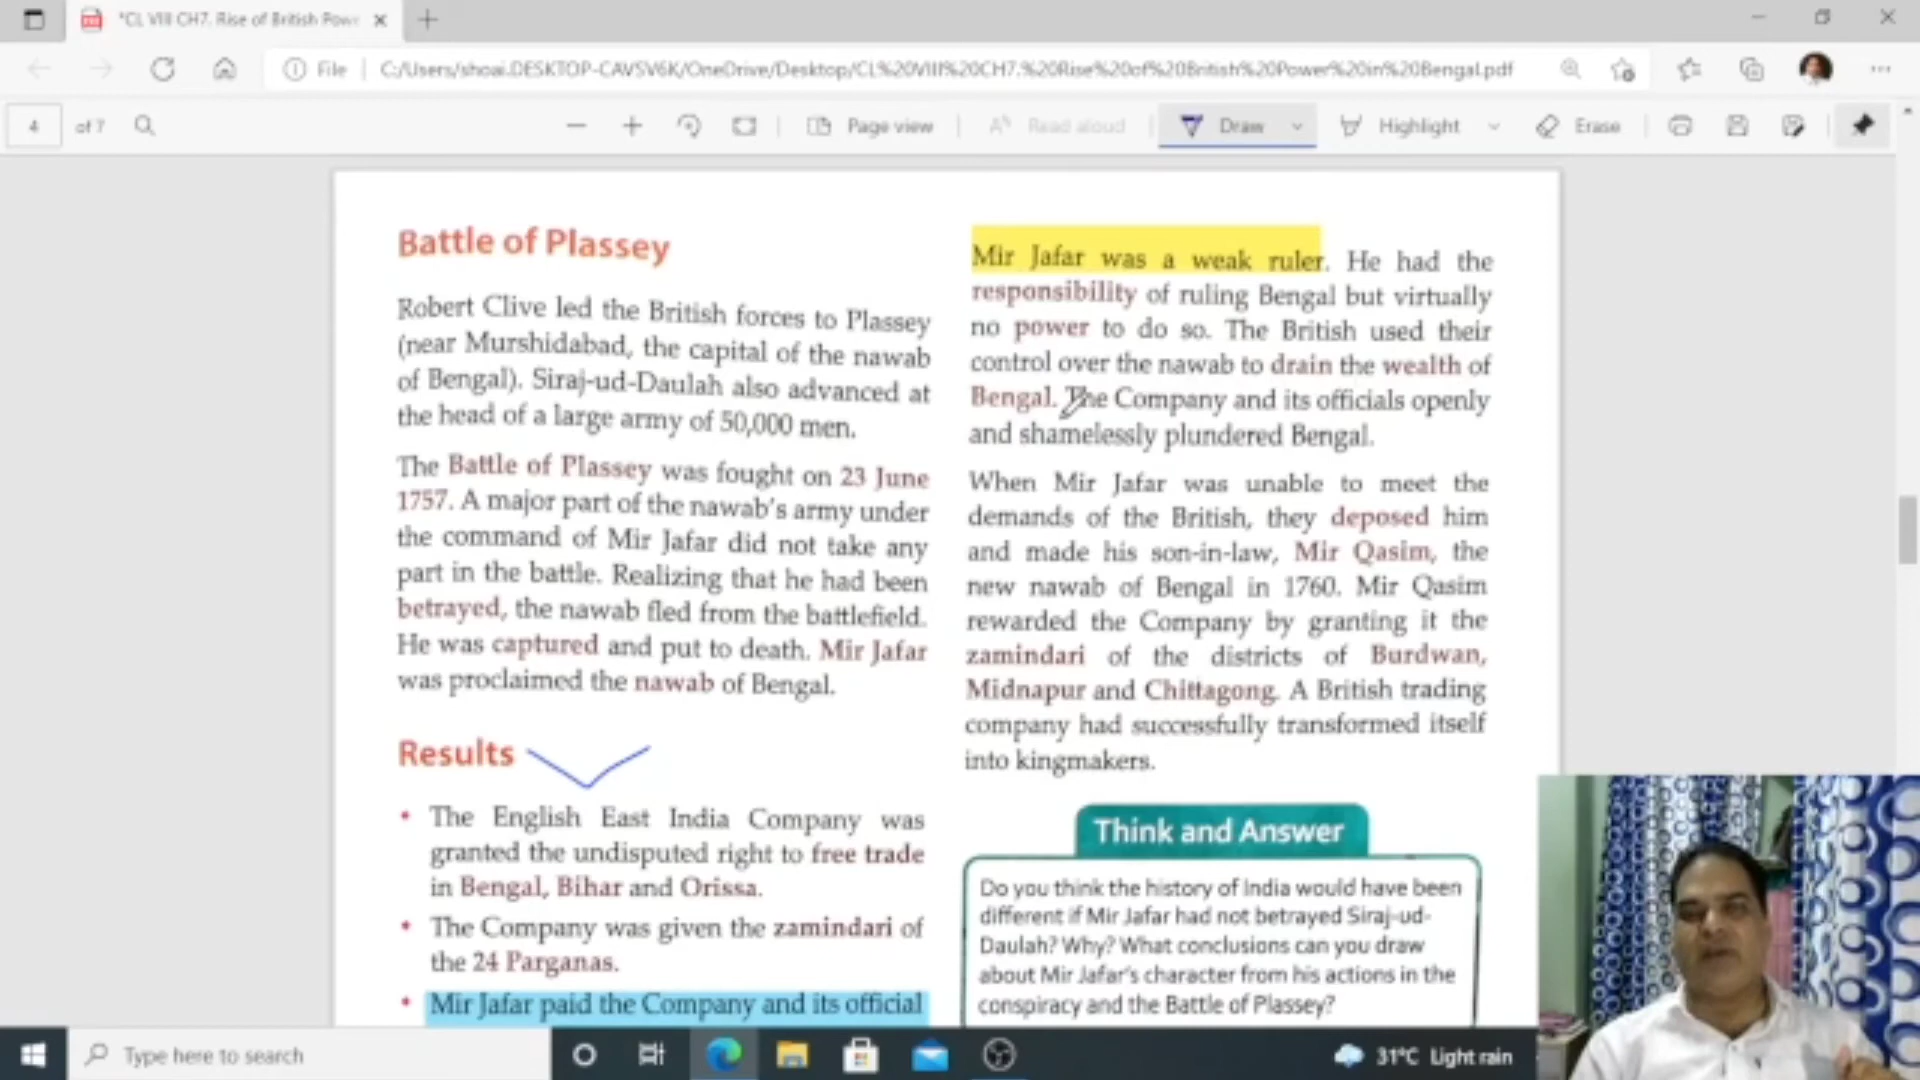 *CL VIII CH7. Rise of British Powe
File
C:/Users/shoai.DESKTOP-CAVSV6K/OneDrive/Desktop/CL%20VIII%20CH7.%20Rise%20of%20British%20Power%20in%20Bengal.pdf
4 of 7
Page view
Read aloud
Draw
Highlight
Erase
Battle of Plassey
Robert Clive led the British forces to Plassey
(near Murshidabad, the capital of the nawab
of Bengal). Siraj-ud-Daulah also advanced at
the head of a large army of 50,000 men.
The Battle of Plassey was fought on 23 June
1757. A major part of the nawab's army under
the command of Mir Jafar did not take any
part in the battle. Realizing that he had been
betrayed, the nawab fled from the battlefield.
He was captured and put to death. Mir Jafar
was proclaimed the nawab of Bengal.
Results
• The English East India Company was
granted the undisputed right to free trade
in Bengal, Bihar and Orissa.
• The Company was given the zamindari of
the 24 Parganas.
• Mir Jafar paid the Company and its official
Mir Jafar was a weak ruler. He had the
responsibility of ruling Bengal but virtually
no power to do so. The British used their
control over the nawab to drain the wealth of
Bengal. The Company and its officials openly
and shamelessly plundered Bengal.
When Mir Jafar was unable to meet the
demands of the British, they deposed him
and made his son-in-law, Mir Qasim, the
new nawab of Bengal in 1760. Mir Qasim
rewarded the Company by granting it the
zamindari of the districts of Burdwan,
Midnapur and Chittagong. A British trading
company had successfully transformed itself
into kingmakers.
Think and Answer
Do you think the history of India would have been
different if Mir Jafar had not betrayed Siraj-ud-
Daulah? Why? What conclusions can you draw
about Mir Jafar's character from his actions in the
conspiracy and the Battle of Plassey?
Type here to search
31°C Light rain